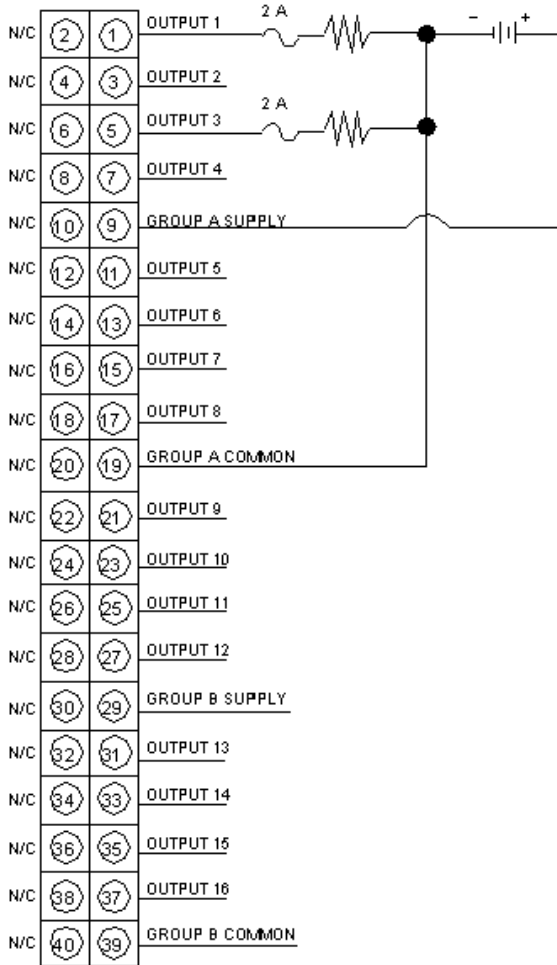 N/C 2 1 OUTPUT 1 2 A - +
N/C 4 3 OUTPUT 2
N/C 6 5 OUTPUT 3 2 A
N/C 8 7 OUTPUT 4
N/C 10 9 GROUP A SUPPLY
N/C 12 11 OUTPUT 5
N/C 14 13 OUTPUT 6
N/C 16 15 OUTPUT 7
N/C 18 17 OUTPUT 8
N/C 20 19 GROUP A COMMON
N/C 22 21 OUTPUT 9
N/C 24 23 OUTPUT 10
N/C 26 25 OUTPUT 11
N/C 28 27 OUTPUT 12
N/C 30 29 GROUP B SUPPLY
N/C 32 31 OUTPUT 13
N/C 34 33 OUTPUT 14
N/C 36 35 OUTPUT 15
N/C 38 37 OUTPUT 16
N/C 40 39 GROUP B COMMON